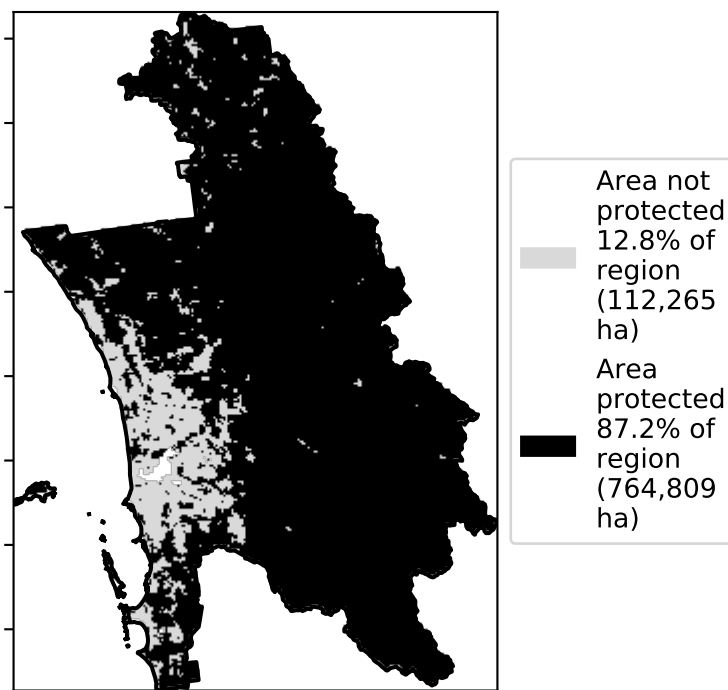 Area not
protected
12.8% of
region
(112,265
ha)
Area
protected
87.2% of
region
(764,809
ha)